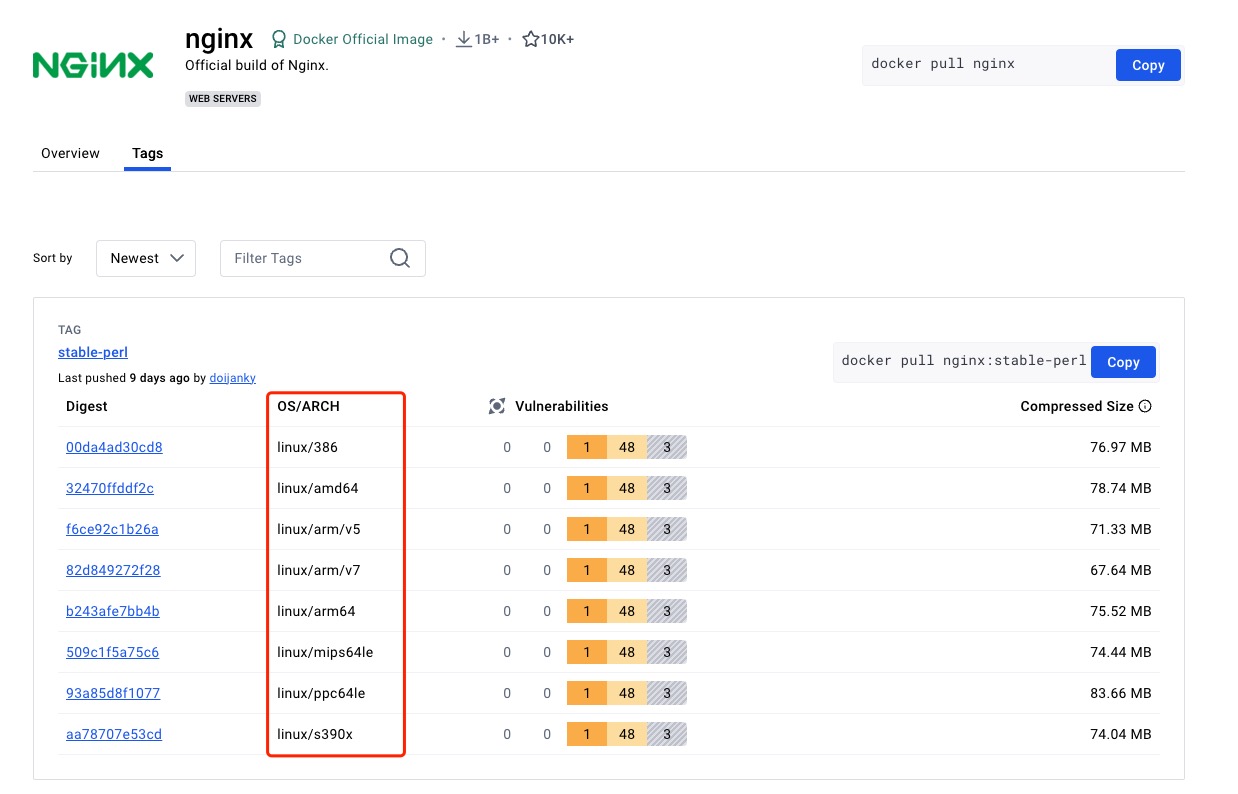 NGINX
nginx Docker Official Image · 1B+ · 10K+
Official build of Nginx.
docker pull nginx Copy
WEB SERVERS
Overview Tags
Sort by Newest Filter Tags
TAG
stable-perl
docker pull nginx:stable-perl Copy
Last pushed 9 days ago by doijanky
Digest OS/ARCH Vulnerabilities Compressed Size
00da4ad30cd8 linux/386 0 0 1 48 3 76.97 MB
32470ffddf2c linux/amd64 0 0 1 48 3 78.74 MB
f6ce92c1b26a linux/arm/v5 0 0 1 48 3 71.33 MB
82d849272f28 linux/arm/v7 0 0 1 48 3 67.64 MB
b243afe7bb4b linux/arm64 0 0 1 48 3 75.52 MB
509c1f5a75c6 linux/mips64le 0 0 1 48 3 74.44 MB
93a85d8f1077 linux/ppc64le 0 0 1 48 3 83.66 MB
aa78707e53cd linux/s390x 0 0 1 48 3 74.04 MB